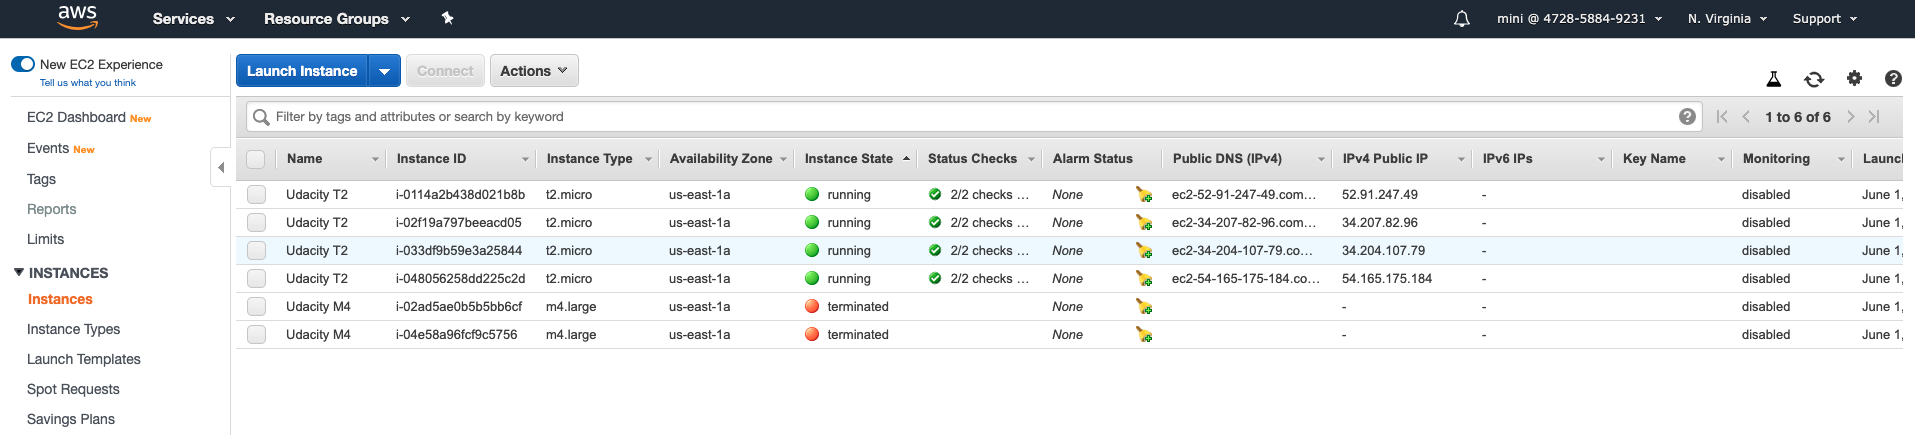 aws Services Resource Groups mini @ 4728-5884-9231 N. Virginia Support
New EC2 Experience
Tell us what you think
EC2 Dashboard New
Events New
Tags
Reports
Limits
INSTANCES
Instances
Instance Types
Launch Templates
Spot Requests
Savings Plans
Launch Instance Connect Actions
Filter by tags and attributes or search by keyword 1 to 6 of 6
Name Instance ID Instance Type Availability Zone Instance State Status Checks Alarm Status Public DNS (IPv4) IPv4 Public IP IPv6 IPs Key Name Monitoring Launc
Udacity T2 i-0114a2b438d021b8b t2.micro us-east-1a running 2/2 checks ... None ec2-52-91-247-49.com... 52.91.247.49 - disabled June 1,
Udacity T2 i-02f19a797beeacd05 t2.micro us-east-1a running 2/2 checks ... None ec2-34-207-82-96.com... 34.207.82.96 - disabled June 1,
Udacity T2 i-033df9b59e3a25844 t2.micro us-east-1a running 2/2 checks ... None ec2-34-204-107-79.co... 34.204.107.79 - disabled June 1,
Udacity T2 i-048056258dd225c2d t2.micro us-east-1a running 2/2 checks ... None ec2-54-165-175-184.co... 54.165.175.184 - disabled June 1,
Udacity M4 i-02ad5ae0b5b5bb6cf m4.large us-east-1a terminated None - - disabled June 1,
Udacity M4 i-04e58a96fcf9c5756 m4.large us-east-1a terminated None - - disabled June 1,